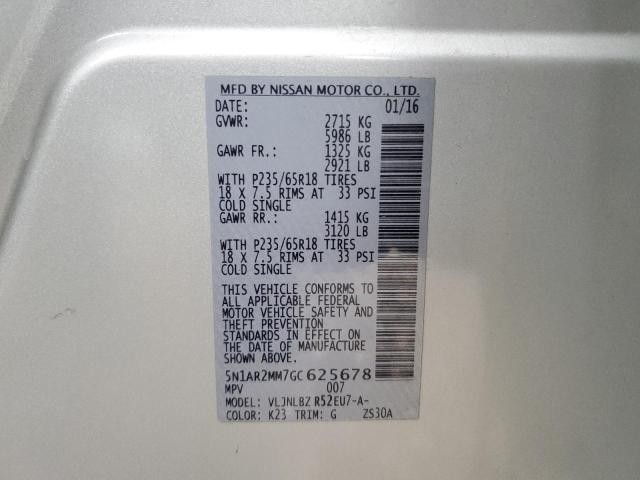 MFD BY NISSAN MOTOR CO., LTD.
DATE: 01/16
GVWR: 2715 KG
5986 LB
GAWR FR.: 1325 KG
2921 LB
WITH P235/65R18 TIRES
18 X 7.5 RIMS AT 33 PSI
COLD SINGLE
GAWR RR.: 1415 KG
3120 LB
WITH P235/65R18 TIRES
18 X 7.5 RIMS AT 33 PSI
COLD SINGLE
THIS VEHICLE CONFORMS TO
ALL APPLICABLE FEDERAL
MOTOR VEHICLE SAFETY AND
THEFT PREVENTION
STANDARDS IN EFFECT ON
THE DATE OF MANUFACTURE
SHOWN ABOVE.
5N1AR2MM7GC625678
MPV 007
MODEL: VLJNLBZ R52EU7-A-
COLOR: K23 TRIM: G ZS30A